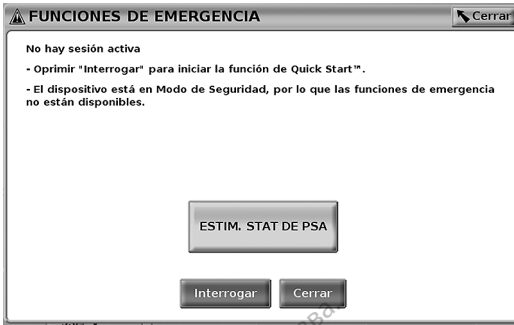 FUNCIONES DE EMERGENCIA
Cerrar
No hay sesión activa
- Oprimir "Interrogar" para iniciar la función de Quick Start™.
- El dispositivo está en Modo de Seguridad, por lo que las funciones de emergencia
no están disponibles.
ESTIM. STAT DE PSA
Interrogar
Cerrar